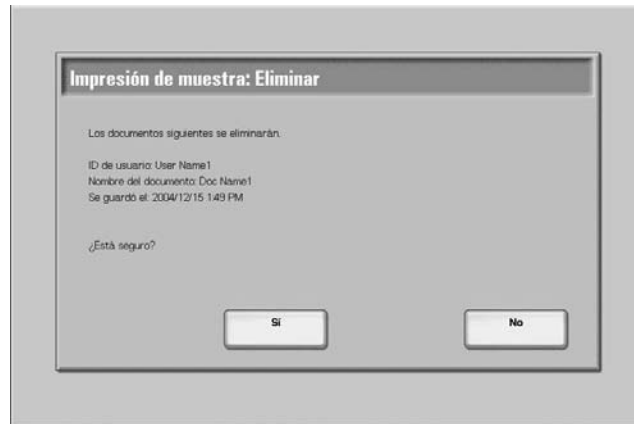 Impresión de muestra: Eliminar
Los documentos siguientes se eliminarán.
ID de usuario: User Name1
Nombre del documento: Doc Name1
Se guardó el: 2004/12/15 1:49 PM
¿Está seguro?
Sí
No